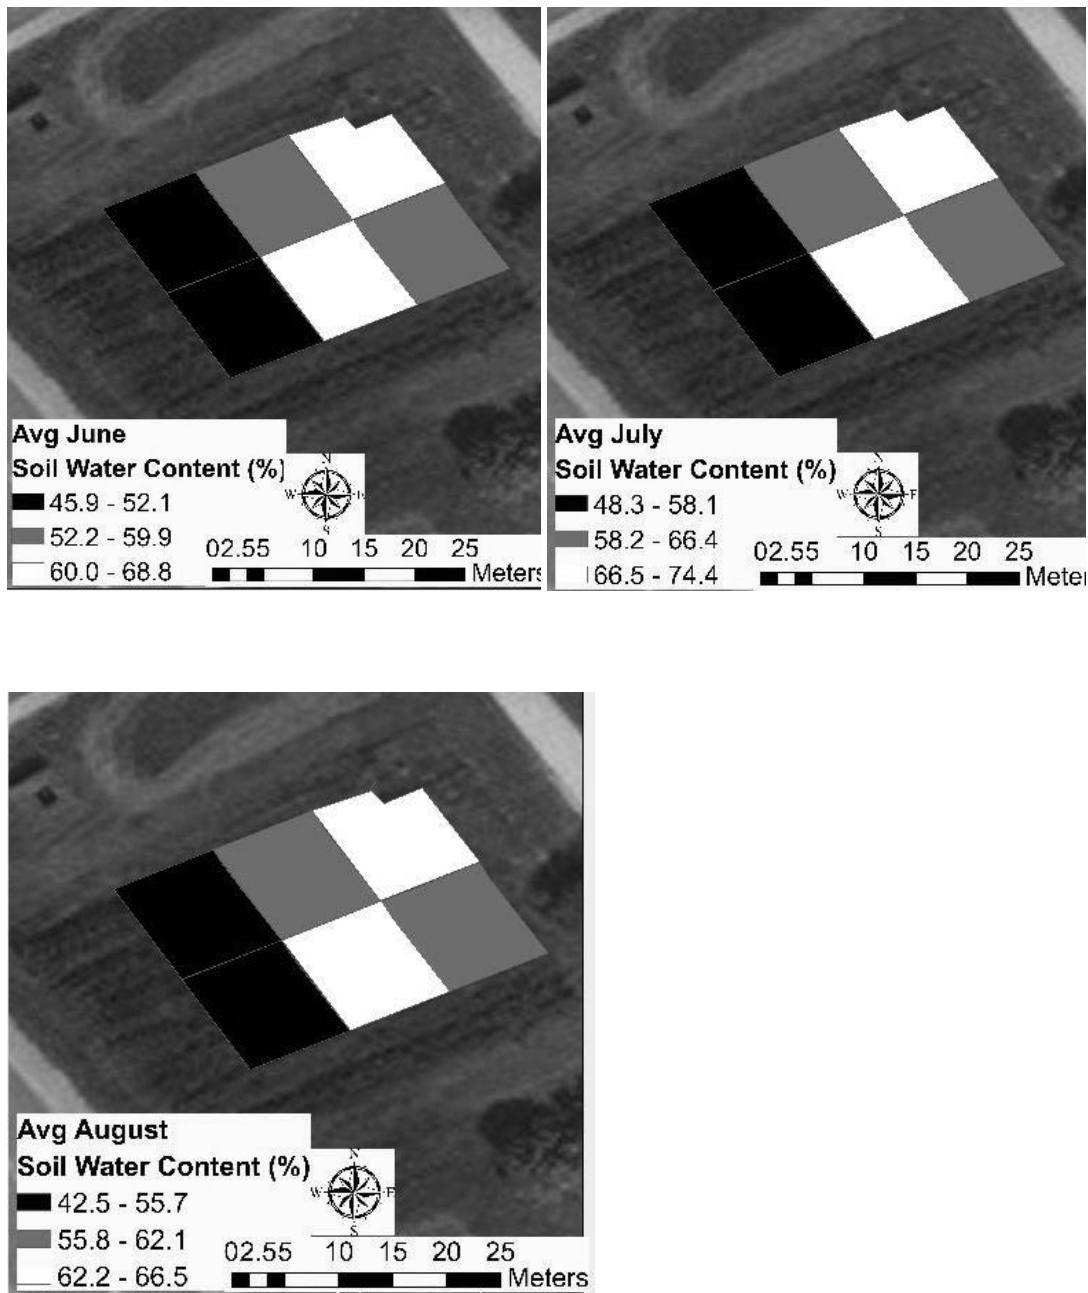 Avg June
Soil Water Content (%)
45.9 - 52.1
52.2 - 59.9
60.0 - 68.8
N
W E
S
02.55 10 15 20 25
Meters
Avg July
Soil Water Content (%)
48.3 - 58.1
58.2 - 66.4
66.5 - 74.4
N
W E
S
02.55 10 15 20 25
Meter
Avg August
Soil Water Content (%)
42.5 - 55.7
55.8 - 62.1
62.2 - 66.5
N
W E
S
02.55 10 15 20 25
Meters